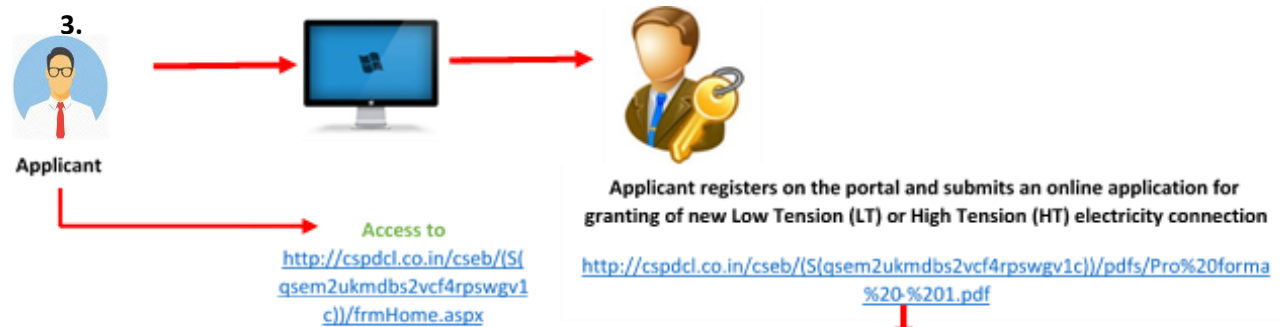 3.
Applicant
Access to
http://cspdcl.co.in/cseb/(S(
qsem2ukmdbs2vcf4rpswgv1
c))/frmHome.aspx
Applicant registers on the portal and submits an online application for
granting of new Low Tension (LT) or High Tension (HT) electricity connection
http://cspdcl.co.in/cseb/(S(qsem2ukmdbs2vcf4rpswgv1c))/pdfs/Pro%20forma
%20-%201.pdf